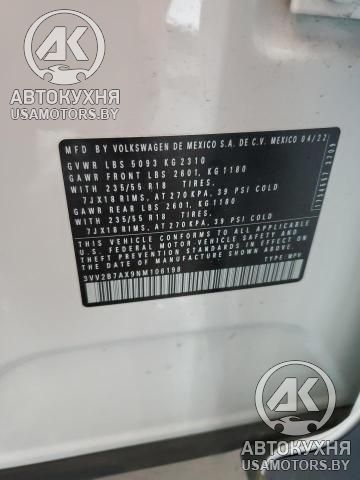 АВТОКУХНЯ
USAMOTORS.BY
АВТОКУХНЯ
USAMOTORS.BY
MFD BY VOLKSWAGEN DE MEXICO S.A. DE C.V. MEXICO 04/22
GVWR LBS 5093 KG 2310
GAWR FRONT LBS 2601, KG 1180
WITH 235/55 R18 TIRES,
7JX18 RIMS, AT 270 KPA, 39 PSI COLD
GAWR REAR LBS 2601, KG 1180
WITH 235/55 R18 TIRES,
7JX18 RIMS, AT 270 KPA, 39 PSI COLD
THIS VEHICLE CONFORMS TO ALL APPLICABLE
U.S. FEDERAL MOTOR VEHICLE SAFETY AND
THEFT PREVENTION STANDARDS IN EFFECT ON
THE DATE OF MANUFACTURE SHOWN ABOVE.
3VV2B7AX9NM106198 TYPE: MPV
АВТОКУХНЯ
USAMOTORS.BY